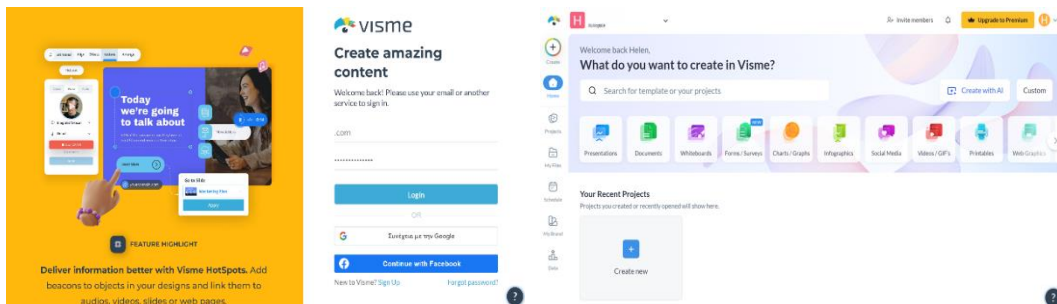 Today
we're going
to talk about
Go to Slide
Apply
FEATURE HIGHLIGHT
Deliver information better with Visme HotSpots. Add
beacons to objects in your designs and link them to
audios, videos, slides or web pages.
visme
Create amazing
content
Welcome back! Please use your email or another
service to sign in.
.com
Login
OR
Συνέχεια με την Google
Continue with Facebook
New to Visme? Sign Up
Forgot password?
?
H
Invite members
Upgrade to Premium
H
Create
Home
Projects
My Files
Schedule
My Brand
Data
Welcome back Helen,
What do you want to create in Visme?
Search for template or your projects
Create with AI
Custom
Presentations
Documents
Whiteboards
NEW
Forms / Surveys
Charts / Graphs
Infographics
Social Media
Videos / GIFs
Printables
Web Graphics
Your Recent Projects
Projects you created or recently opened will show here.
Create new
?